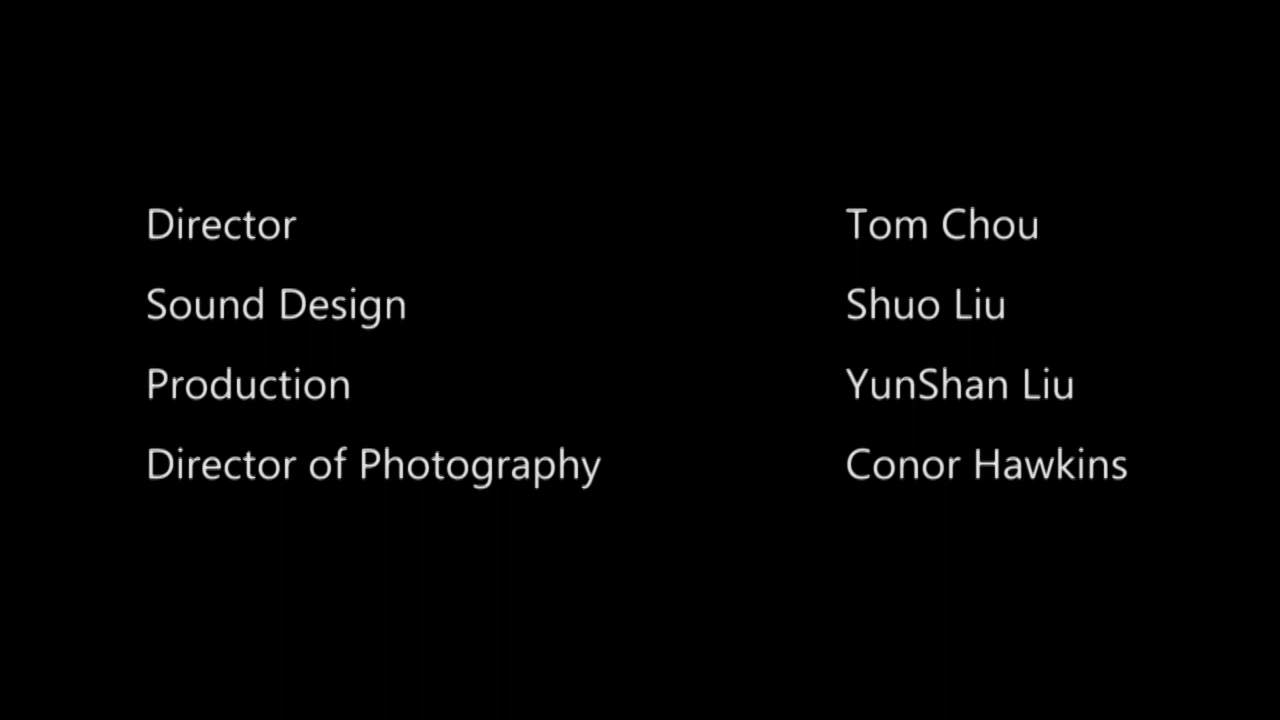 Director Tom Chou
Sound Design Shuo Liu
Production YunShan Liu
Director of Photography Conor Hawkins